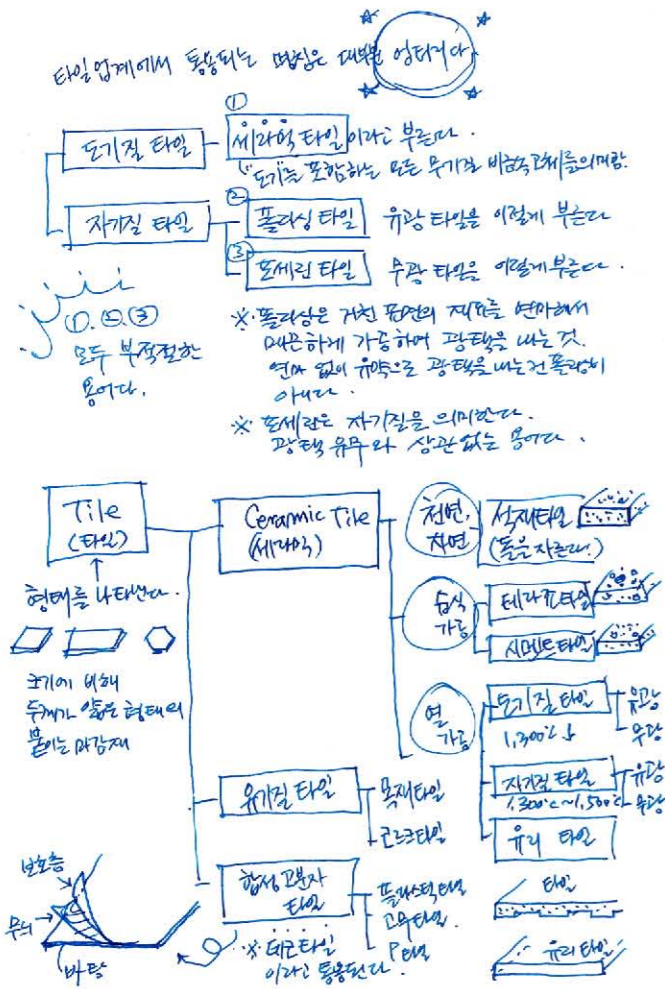 타일업계에서 통용되는 명칭은 대부분 엉터리다
①
도기질 타일
세라믹 타일 이라고 부른다.
"도기"를 포함하는 모든 무기질 비금속고체를의미함.
자기질 타일
②
폴리싱 타일
유광 타일을 이렇게 부른다
③
포세린 타일
무광 타일을 이렇게부른다.
①.②.③
모두 부적절한
용어다.
※ 폴리싱은 거친 표면의 재료를 연마해서
매끈하게 가공하여 광택을 내는 것.
연마 없이 유약으로 광택을내는건 폴리싱이
아니다.
※ 포세린은 자기질을 의미한다.
광택 유무와 상관없는 용어다.
Tile
(타일)
형태를 나타낸다.
크기에 비해
두께가 얇은 형태의
붙이는 마감재
Ceramic Tile
(세라믹)
천연,
자연
석재타일
(돌을 자른다.)
습식
가공
테라조타일
시멘트타일
열
가공
도기질 타일
1,300℃↓
유광
무광
자기질 타일
1,300℃~1,500℃
유광
무광
유리 타일
유기질 타일
목재타일
코르크타일
합성고분자
타일
플라스틱타일
고무타일
P타일
※ 데코타일
이라고 통용된다.
보호층
무늬
바탕
타일
유리타일